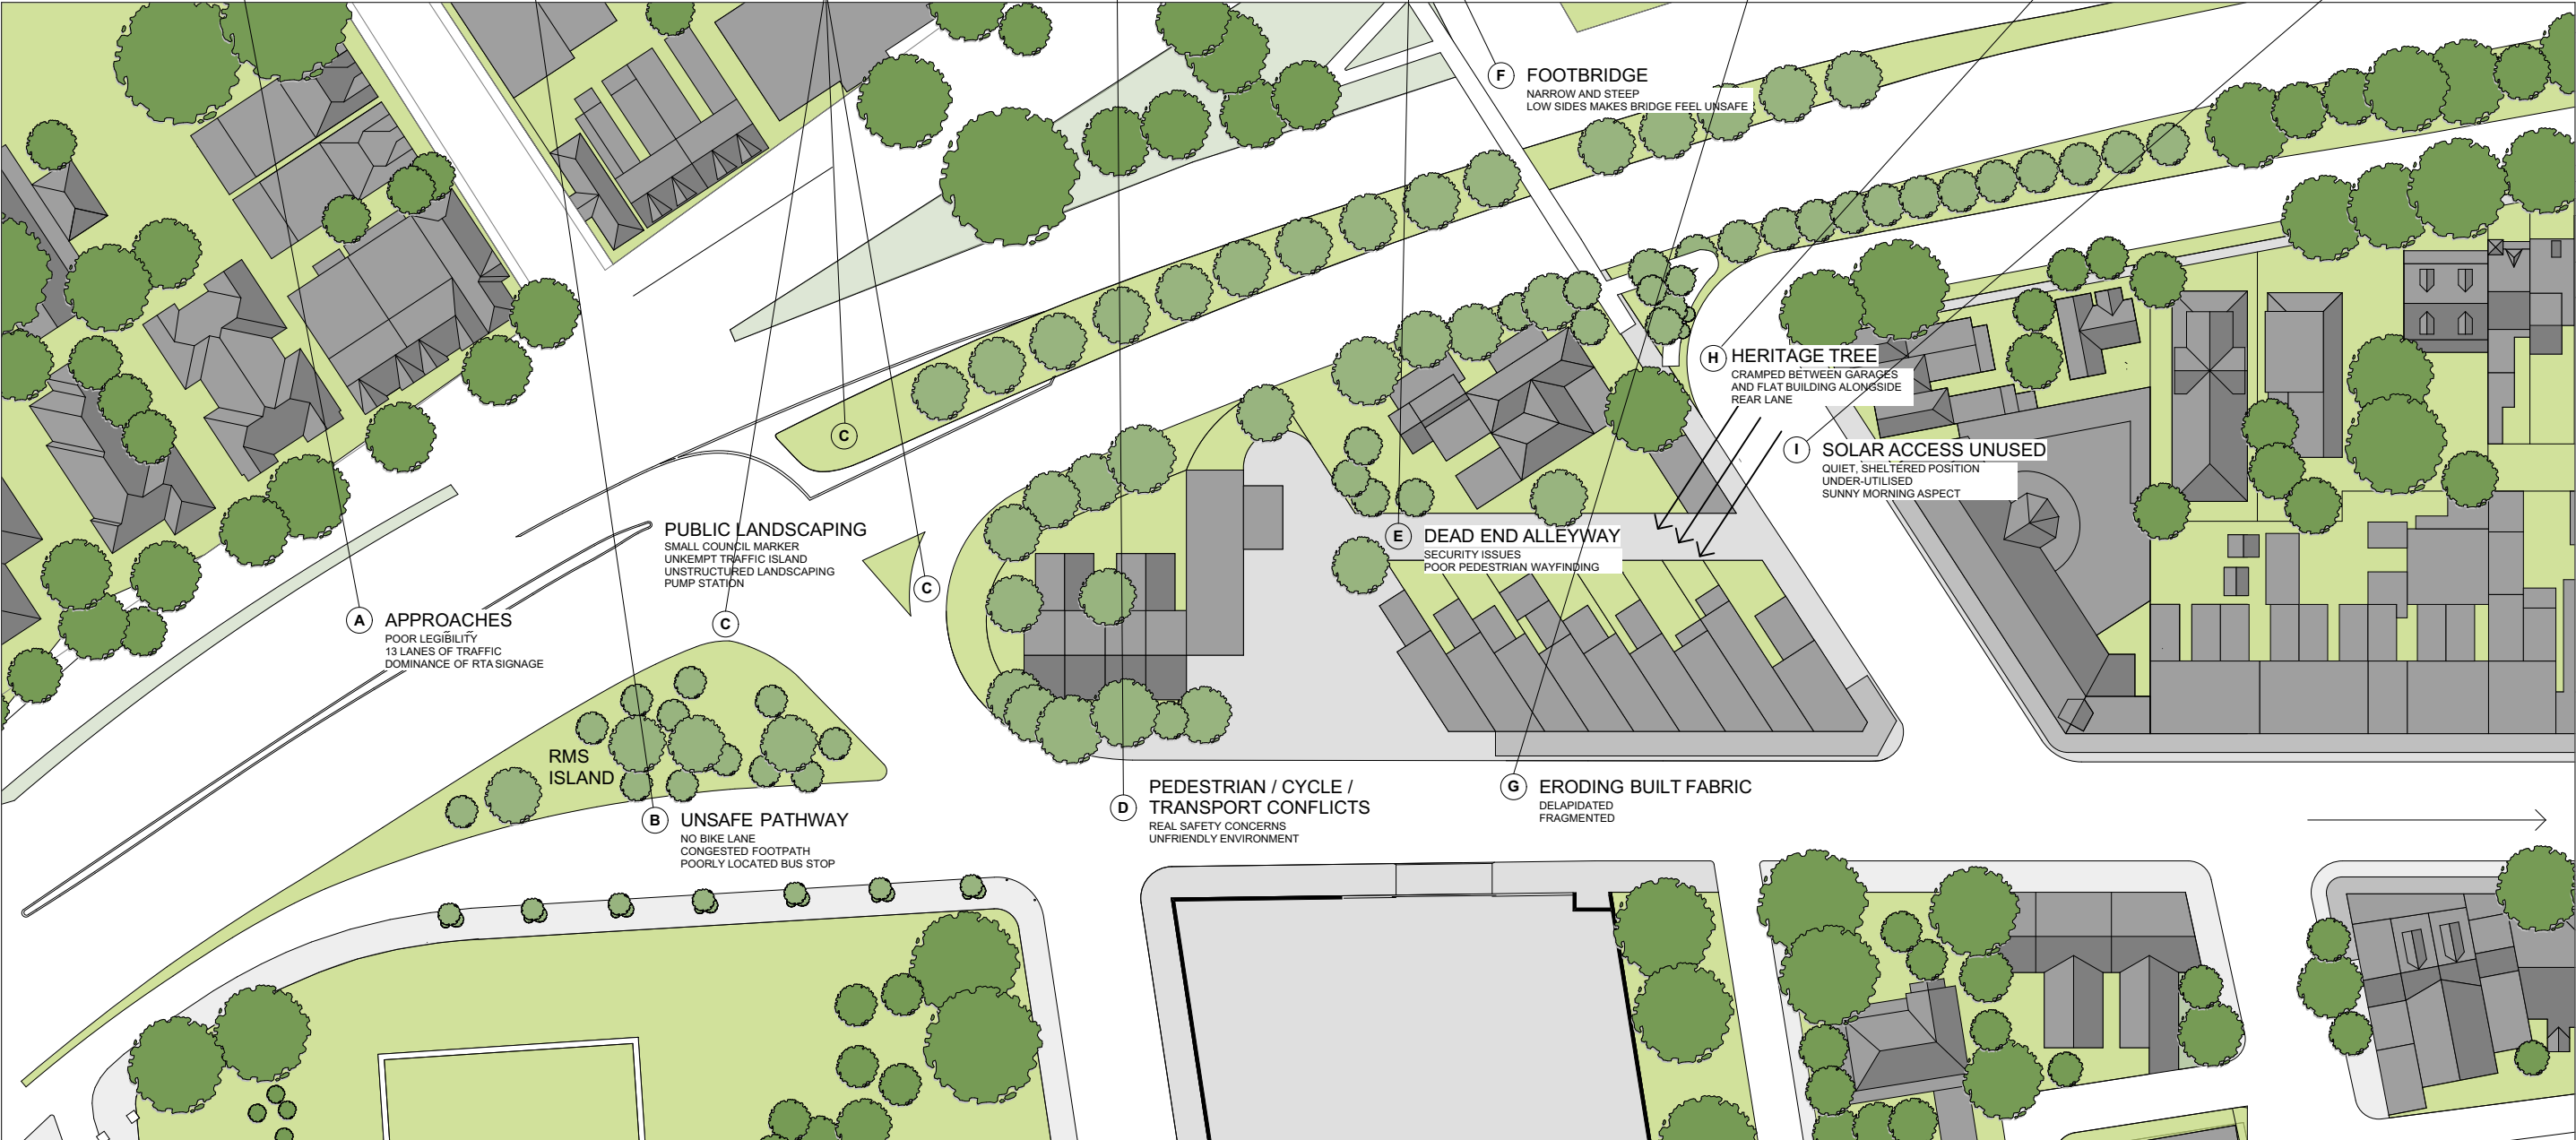 F FOOTBRIDGE
NARROW AND STEEP
LOW SIDES MAKES BRIDGE FEEL UNSAFE
H HERITAGE TREE
CRAMPED BETWEEN GARAGES
AND FLAT BUILDING ALONGSIDE
REAR LANE
C
I SOLAR ACCESS UNUSED
QUIET, SHELTERED POSITION
UNDER-UTILISED
SUNNY MORNING ASPECT
PUBLIC LANDSCAPING
SMALL COUNCIL MARKER
UNKEMPT TRAFFIC ISLAND
UNSTRUCTURED LANDSCAPING
PUMP STATION
C
C
E DEAD END ALLEYWAY
SECURITY ISSUES
POOR PEDESTRIAN WAYFINDING
A APPROACHES
POOR LEGIBILITY
13 LANES OF TRAFFIC
DOMINANCE OF RTA SIGNAGE
RMS
ISLAND
B UNSAFE PATHWAY
NO BIKE LANE
CONGESTED FOOTPATH
POORLY LOCATED BUS STOP
D PEDESTRIAN / CYCLE /
TRANSPORT CONFLICTS
REAL SAFETY CONCERNS
UNFRIENDLY ENVIRONMENT
G ERODING BUILT FABRIC
DELAPIDATED
FRAGMENTED